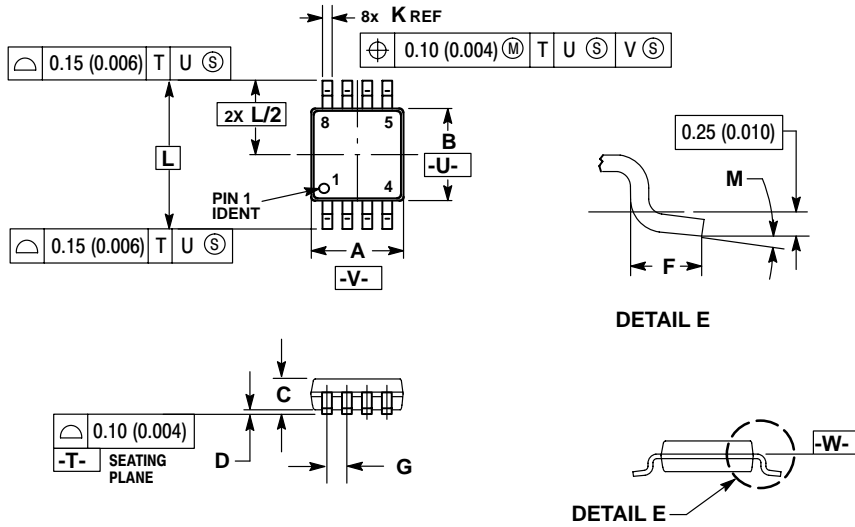 8x K REF
⌖ 0.10 (0.004) Ⓜ T U Ⓢ V Ⓢ
⌓ 0.15 (0.006) T U Ⓢ
2X L/2
8 5
B
-U-
L
PIN 1
IDENT
1 4
⌓ 0.15 (0.006) T U Ⓢ
A
-V-
0.25 (0.010)
M
F
DETAIL E
C
⌓ 0.10 (0.004)
-T- SEATING
PLANE
D
G
-W-
DETAIL E